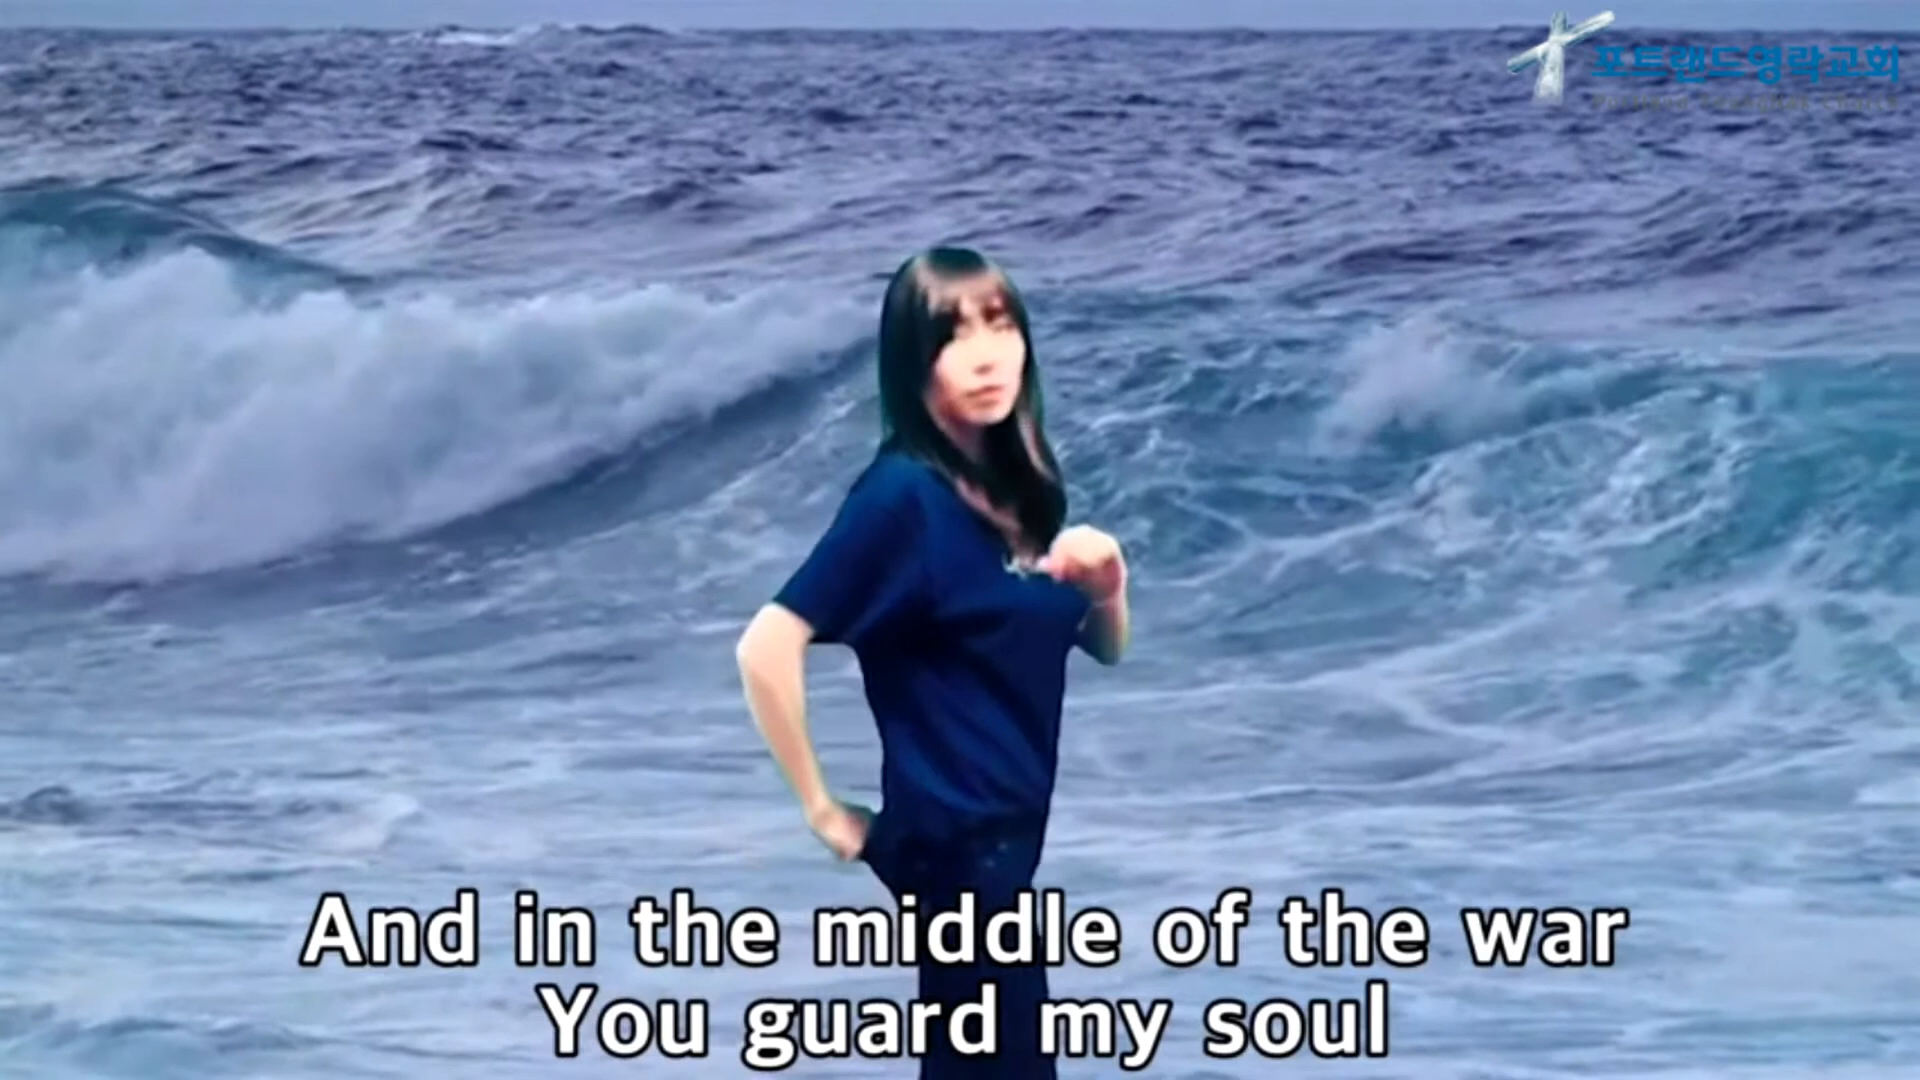 포트랜드영락교회
And in the middle of the war
You guard my soul